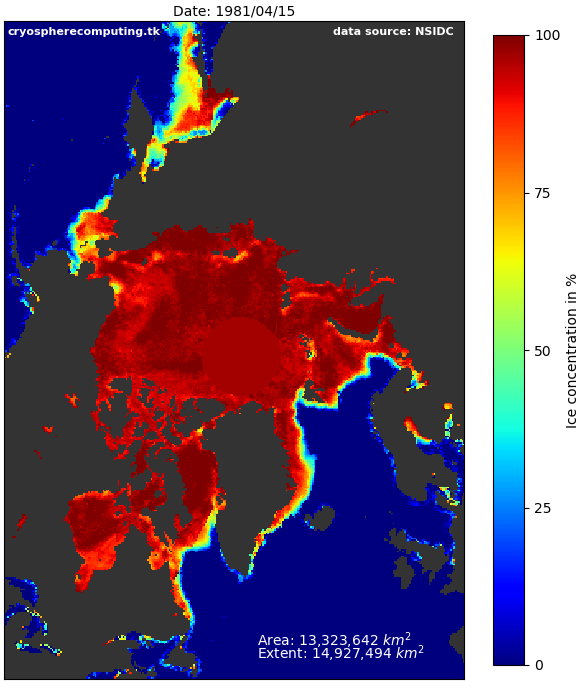 Date: 1981/04/15
cryospherecomputing.tk
data source: NSIDC
100
75
50
25
0
Ice concentration in %
Area: 13,323,642 km²
Extent: 14,927,494 km²